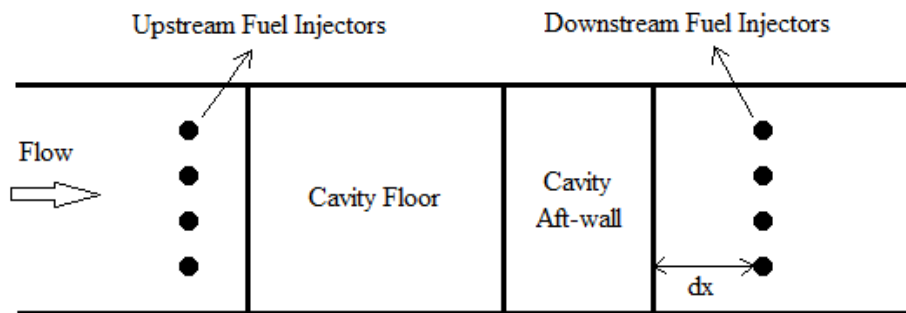 Upstream Fuel Injectors
Downstream Fuel Injectors
Flow
Cavity Floor
Cavity
Aft-wall
dx